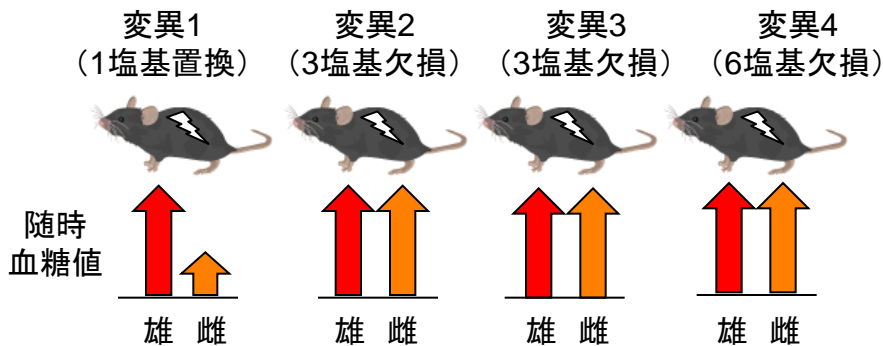 変異1
（1塩基置換）
変異2
（3塩基欠損）
変異3
（3塩基欠損）
変異4
（6塩基欠損）
随時
血糖値
雄 雌
雄 雌
雄 雌
雄 雌